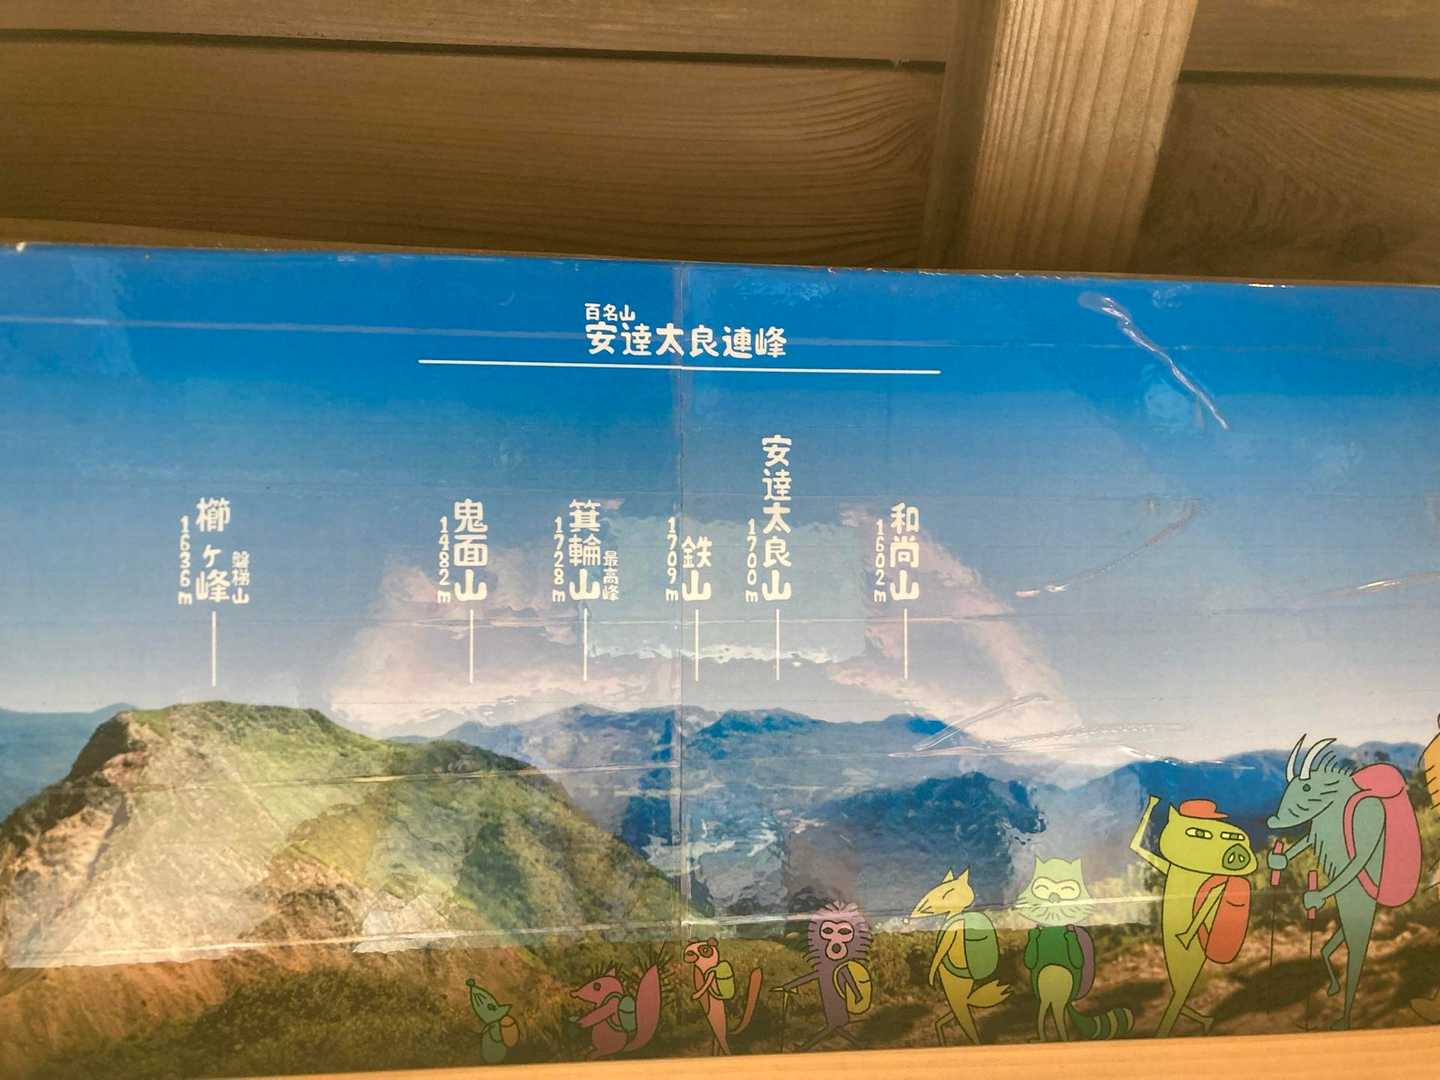 百名山
安達太良連峰
櫛ヶ峰
磐梯山
1636m
鬼面山
1482m
箕輪山
最高峰
1728m
鉄山
1709m
安達太良山
1700m
和尚山
1602m